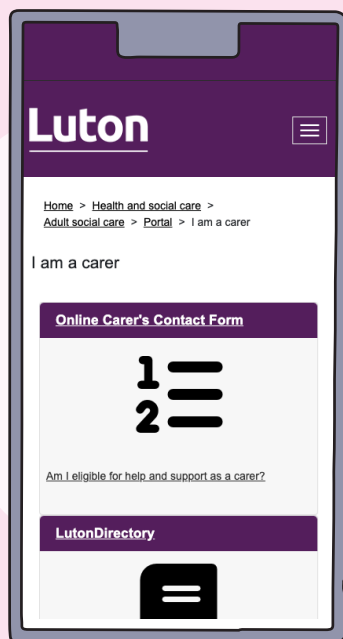 Luton
Home > Health and social care >
Adult social care > Portal > I am a carer
I am a carer
Online Carer's Contact Form
1
2
Am I eligible for help and support as a carer?
LutonDirectory